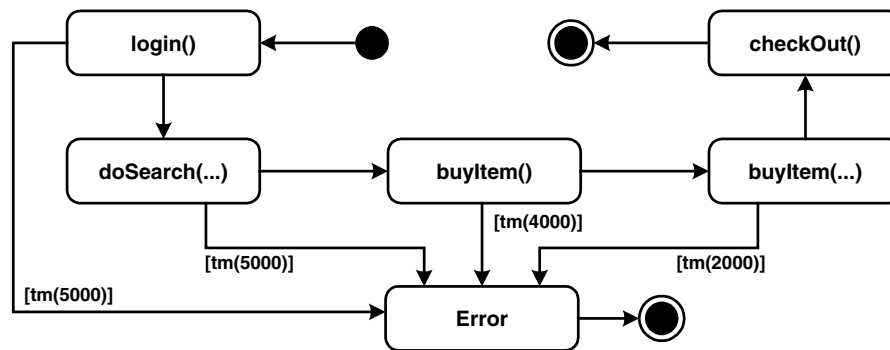 login()
checkOut()
doSearch(...)
buyItem()
buyItem(...)
[tm(4000)]
[tm(5000)]
[tm(2000)]
[tm(5000)]
Error